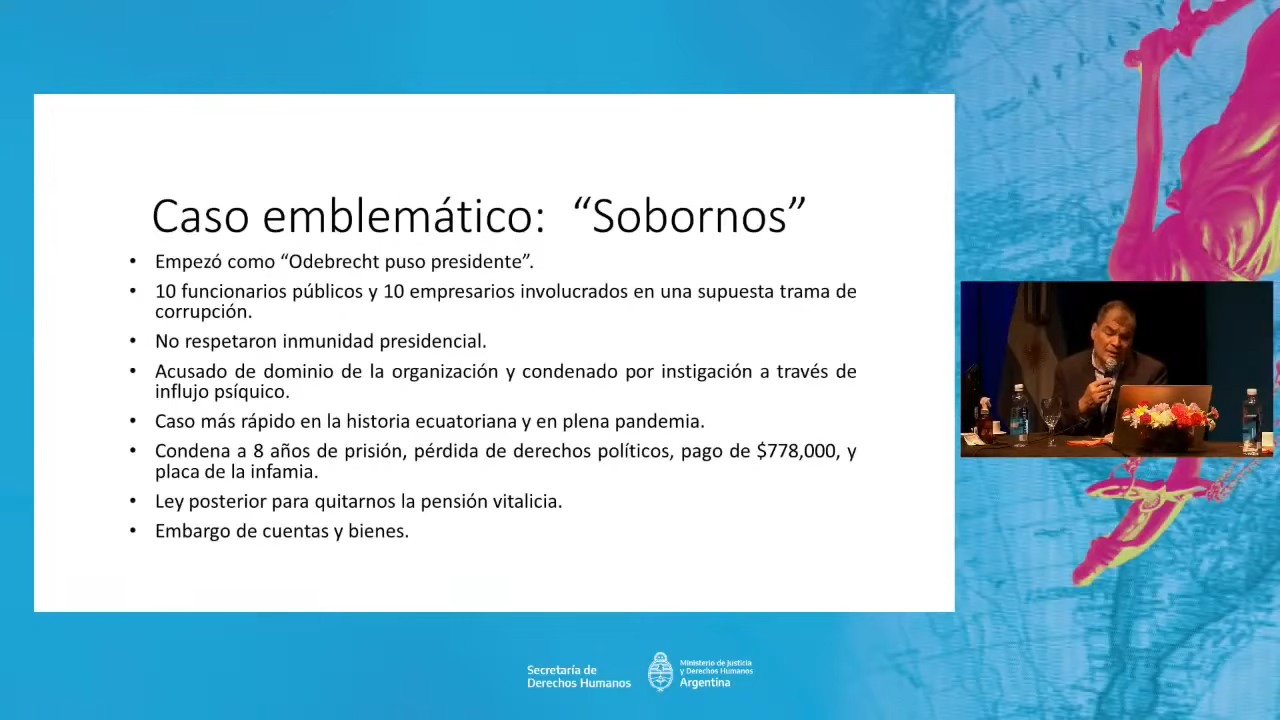 Caso emblemático: “Sobornos”
• Empezó como “Odebrecht puso presidente”.
• 10 funcionarios públicos y 10 empresarios involucrados en una supuesta trama de
corrupción.
• No respetaron inmunidad presidencial.
• Acusado de dominio de la organización y condenado por instigación a través de
influjo psíquico.
• Caso más rápido en la historia ecuatoriana y en plena pandemia.
• Condena a 8 años de prisión, pérdida de derechos políticos, pago de $778,000, y
placa de la infamia.
• Ley posterior para quitarnos la pensión vitalicia.
• Embargo de cuentas y bienes.
Secretaría de
Derechos Humanos
Ministerio de Justicia
y Derechos Humanos
Argentina